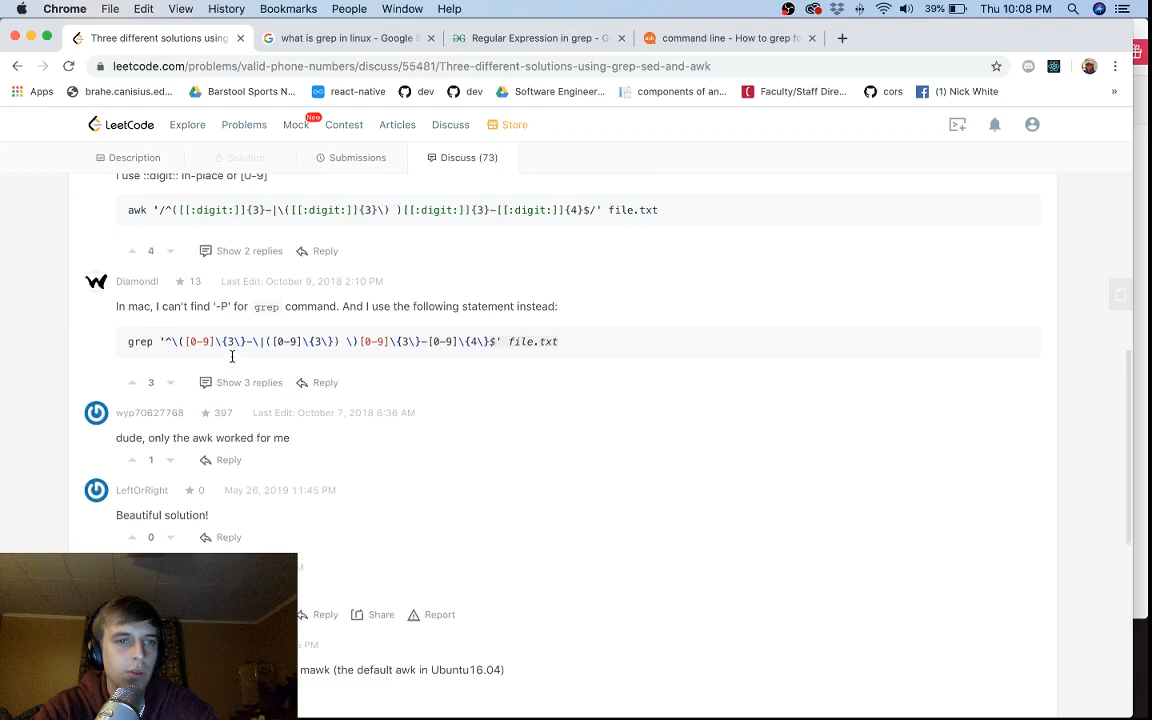 Chrome File Edit View History Bookmarks People Window Help 39% Thu 10:08 PM
Three different solutions using what is grep in linux - Google S Regular Expression in grep - G command line - How to grep fo
leetcode.com/problems/valid-phone-numbers/discuss/55481/Three-different-solutions-using-grep-sed-and-awk
Apps brahe.canisius.ed... Barstool Sports N... react-native dev dev Software Engineer... components of an... Faculty/Staff Dire... cors (1) Nick White »
LeetCode Explore Problems Mock New Contest Articles Discuss Store
Description Solution Submissions Discuss (73)
I use ::digit:: in-place of [0-9]
awk '/^([[:digit:]]{3}-|\([[:digit:]]{3}\) )[[:digit:]]{3}-[[:digit:]]{4}$/' file.txt
4 Show 2 replies Reply
DiamondI ★ 13 Last Edit: October 9, 2018 2:10 PM
In mac, I can't find '-P' for grep command. And I use the following statement instead:
grep '^\([0-9]\{3\}-\|([0-9]\{3\}) \)[0-9]\{3\}-[0-9]\{4\}$' file.txt
3 Show 3 replies Reply
wyp70627768 ★ 397 Last Edit: October 7, 2018 6:36 AM
dude, only the awk worked for me
1 Reply
LeftOrRight ★ 0 May 26, 2019 11:45 PM
Beautiful solution!
0 Reply
Reply Share Report
PM
mawk (the default awk in Ubuntu16.04)